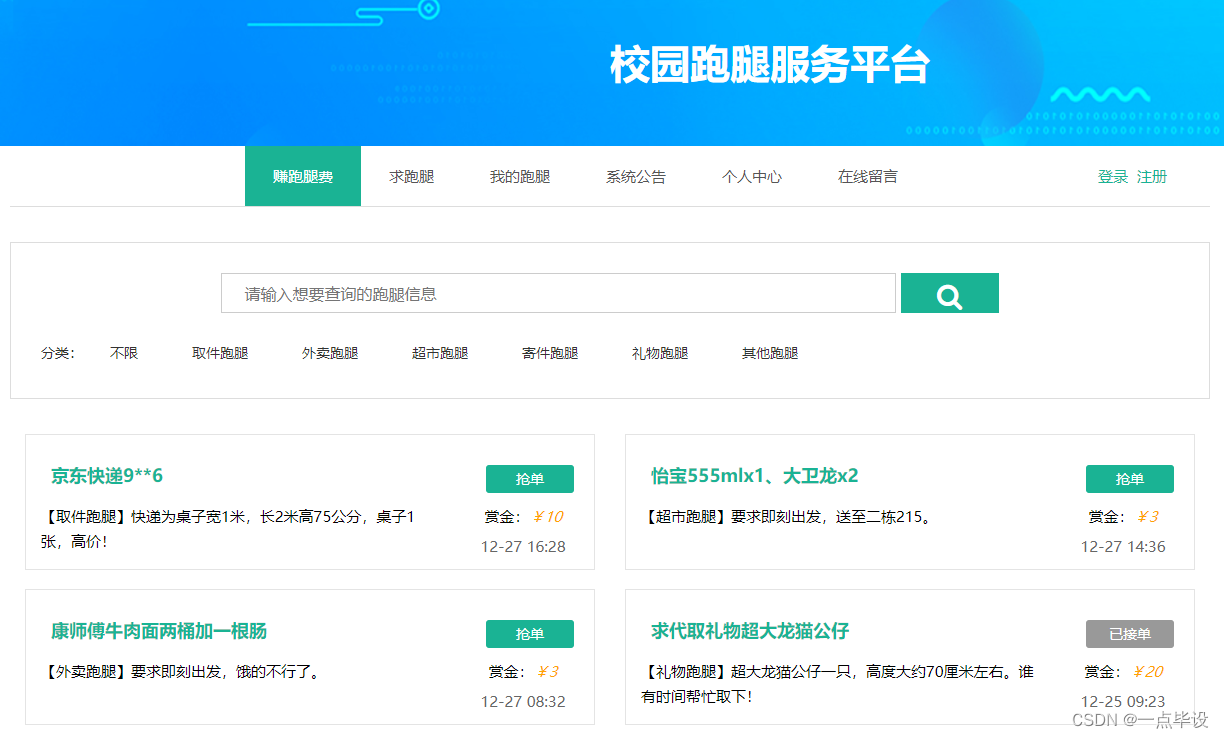 校园跑腿服务平台
赚跑腿费 求跑腿 我的跑腿 系统公告 个人中心 在线留言 登录 注册
请输入想要查询的跑腿信息
分类： 不限 取件跑腿 外卖跑腿 超市跑腿 寄件跑腿 礼物跑腿 其他跑腿
京东快递9**6
抢单
【取件跑腿】快递为桌子宽1米，长2米高75公分，桌子1
张，高价！
赏金：￥10
12-27 16:28
怡宝555mlx1、大卫龙x2
抢单
【超市跑腿】要求即刻出发，送至二栋215。
赏金：￥3
12-27 14:36
康师傅牛肉面两桶加一根肠
抢单
【外卖跑腿】要求即刻出发，饿的不行了。
赏金：￥3
12-27 08:32
求代取礼物超大龙猫公仔
已接单
【礼物跑腿】超大龙猫公仔一只，高度大约70厘米左右。谁
有时间帮忙取下！
赏金：￥20
12-25 09:23
CSDN @一点毕设